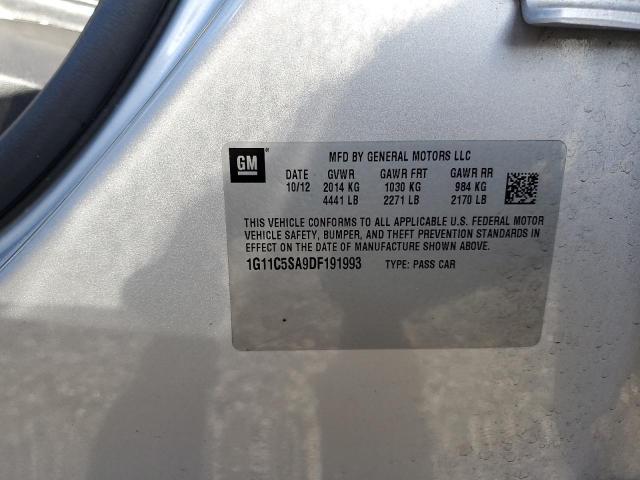 GM
MFD BY GENERAL MOTORS LLC
DATE GVWR GAWR FRT GAWR RR
10/12 2014 KG 1030 KG 984 KG
4441 LB 2271 LB 2170 LB
THIS VEHICLE CONFORMS TO ALL APPLICABLE U.S. FEDERAL MOTOR
VEHICLE SAFETY, BUMPER, AND THEFT PREVENTION STANDARDS IN
EFFECT ON THE DATE OF MANUFACTURE SHOWN ABOVE.
1G11C5SA9DF191993 TYPE: PASS CAR